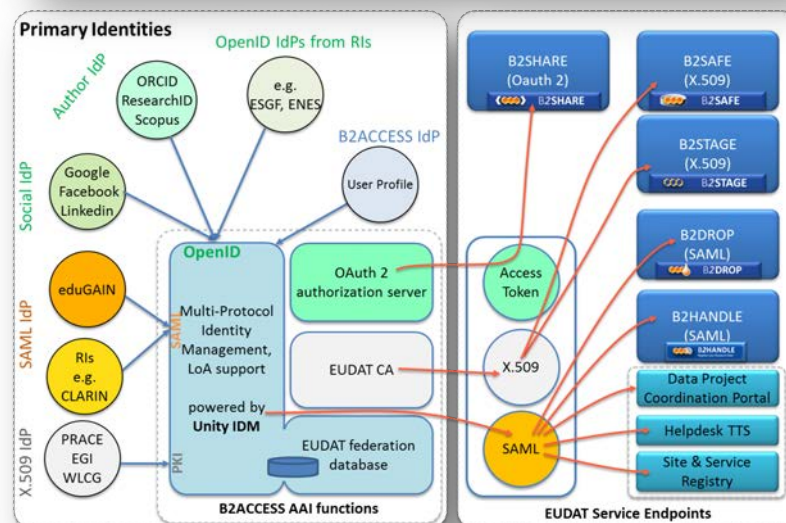 Primary Identities
OpenID IdPs from RIs
Author IdP
ORCID
ResearchID
Scopus
e.g.
ESGF, ENES
B2ACCESS IdP
Social IdP
Google
Facebook
Linkedin
User Profile
SAML IdP
eduGAIN
RIs
e.g.
CLARIN
X.509 IdP
PRACE
EGI
WLCG
OpenID
SAML
PKI
Multi-Protocol
Identity
Management,
LoA support
powered by
Unity IDM
OAuth 2
authorization server
EUDAT CA
EUDAT federation
database
B2ACCESS AAI functions
Access
Token
X.509
SAML
B2SHARE
(Oauth 2)
B2SHARE
B2SAFE
(X.509)
B2SAFE
B2STAGE
(X.509)
B2STAGE
B2DROP
(SAML)
B2DROP
B2HANDLE
(SAML)
B2HANDLE
Data Project
Coordination Portal
Helpdesk TTS
Site & Service
Registry
EUDAT Service Endpoints